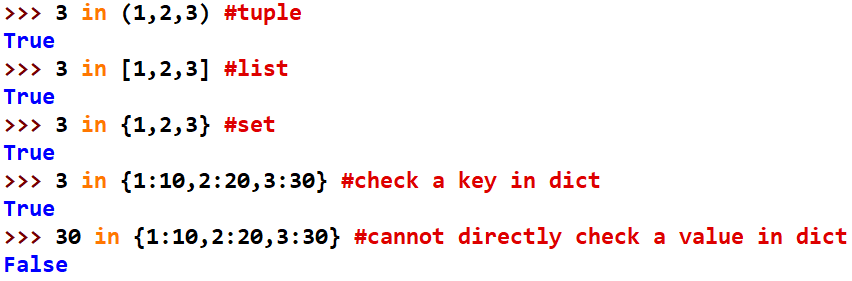 >>> 3 in (1,2,3) #tuple
True
>>> 3 in [1,2,3] #list
True
>>> 3 in {1,2,3} #set
True
>>> 3 in {1:10,2:20,3:30} #check a key in dict
True
>>> 30 in {1:10,2:20,3:30} #cannot directly check a value in dict
False